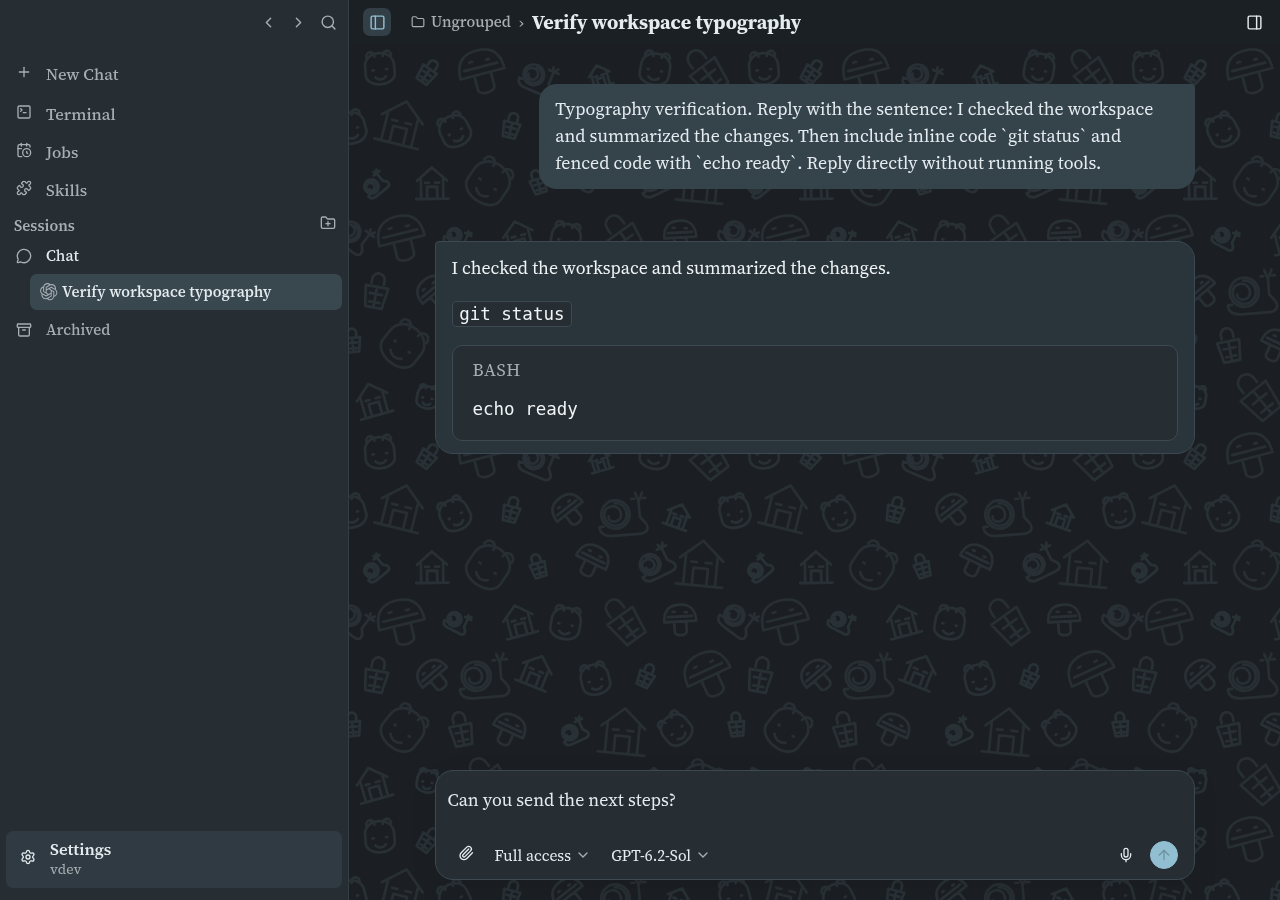 New Chat
Terminal
Jobs
Skills
Sessions
Chat
Verify workspace typography
Archived
Settings
vdev
Ungrouped › Verify workspace typography
Typography verification. Reply with the sentence: I checked the workspace
and summarized the changes. Then include inline code `git status` and
fenced code with `echo ready`. Reply directly without running tools.
I checked the workspace and summarized the changes.
git status
BASH
echo ready
Can you send the next steps?
Full access GPT-6.2-Sol